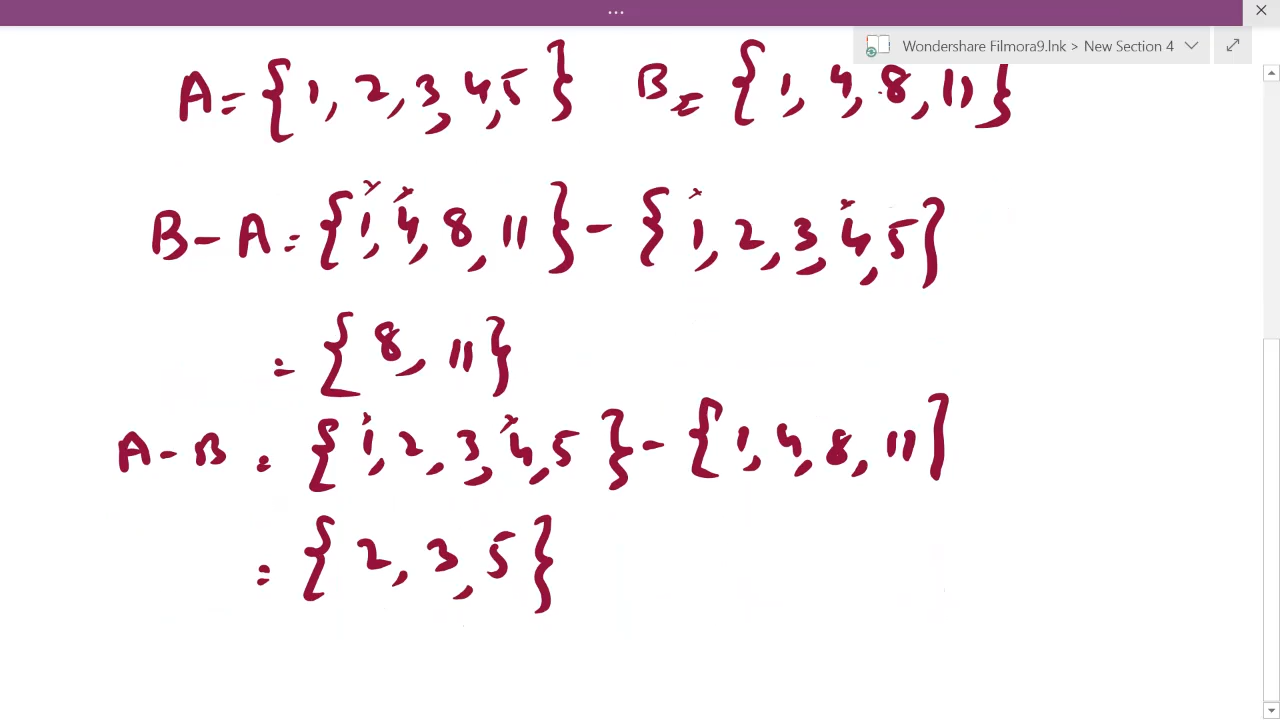 ...
Wondershare Filmora9.lnk > New Section 4
A = {1, 2, 3, 4, 5} B = {1, 4, 8, 11}
B - A = {1, 4, 8, 11} - {1, 2, 3, 4, 5}
= {8, 11}
A - B = {1, 2, 3, 4, 5} - {1, 4, 8, 11}
= {2, 3, 5}